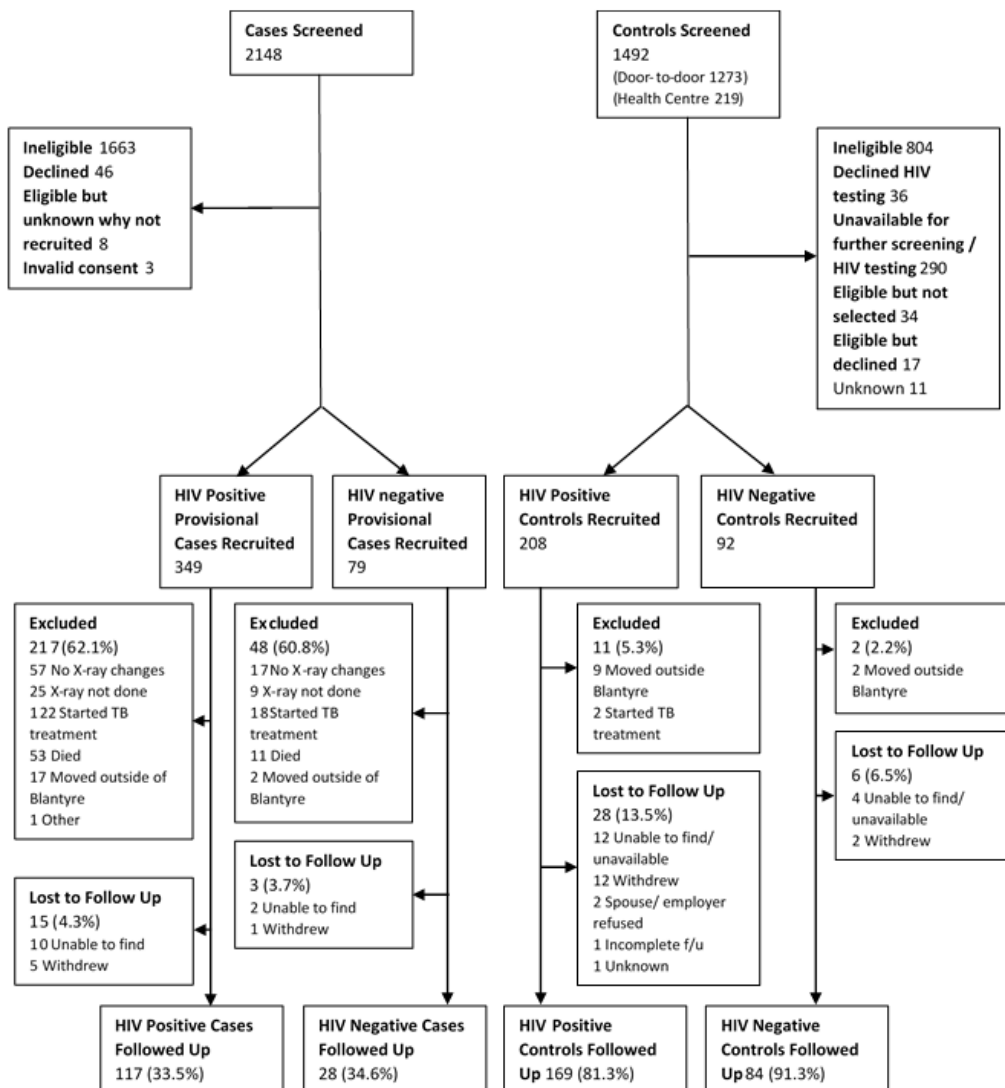 Cases Screened
2148
Controls Screened
1492
(Door-to-door 1273)
(Health Centre 219)
Ineligible 1663
Declined 46
Eligible but
unknown why not
recruited 8
Invalid consent 3
Ineligible 804
Declined HIV
testing 36
Unavailable for
further screening /
HIV testing 290
Eligible but not
selected 34
Eligible but
declined 17
Unknown 11
HIV Positive
Provisional
Cases Recruited
349
HIV negative
Provisional
Cases Recruited
79
HIV Positive
Controls Recruited
208
HIV Negative
Controls Recruited
92
Excluded
217 (62.1%)
57 No X-ray changes
25 X-ray not done
122 Started TB
treatment
53 Died
17 Moved outside of
Blantyre
1 Other
Excluded
48 (60.8%)
17 No X-ray changes
9 X-ray not done
18 Started TB
treatment
11 Died
2 Moved outside of
Blantyre
Excluded
11 (5.3%)
9 Moved outside
Blantyre
2 Started TB
treatment
Excluded
2 (2.2%)
2 Moved outside
Blantyre
Lost to Follow Up
15 (4.3%)
10 Unable to find
5 Withdrew
Lost to Follow Up
3 (3.7%)
2 Unable to find
1 Withdrew
Lost to Follow Up
28 (13.5%)
12 Unable to find/
unavailable
12 Withdrew
2 Spouse/ employer
refused
1 Incomplete f/u
1 Unknown
Lost to Follow Up
6 (6.5%)
4 Unable to find/
unavailable
2 Withdrew
HIV Positive Cases
Followed Up
117 (33.5%)
HIV Negative Cases
Followed Up
28 (34.6%)
HIV Positive
Controls Followed
Up 169 (81.3%)
HIV Negative
Controls Followed
Up 84 (91.3%)